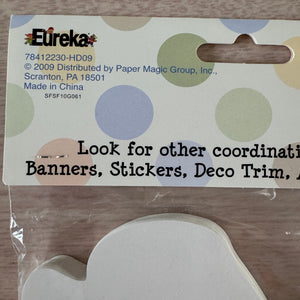 Eureka
78412230-HD09
© 2009 Distributed by Paper Magic Group, Inc.,
Scranton, PA 18501
Made in China
SFSF10G061
Look for other coordinati
Banners, Stickers, Deco Trim,